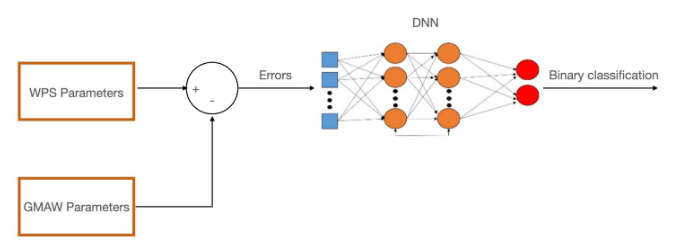 DNN
WPS Parameters
+
-
Errors
Binary classification
GMAW Parameters